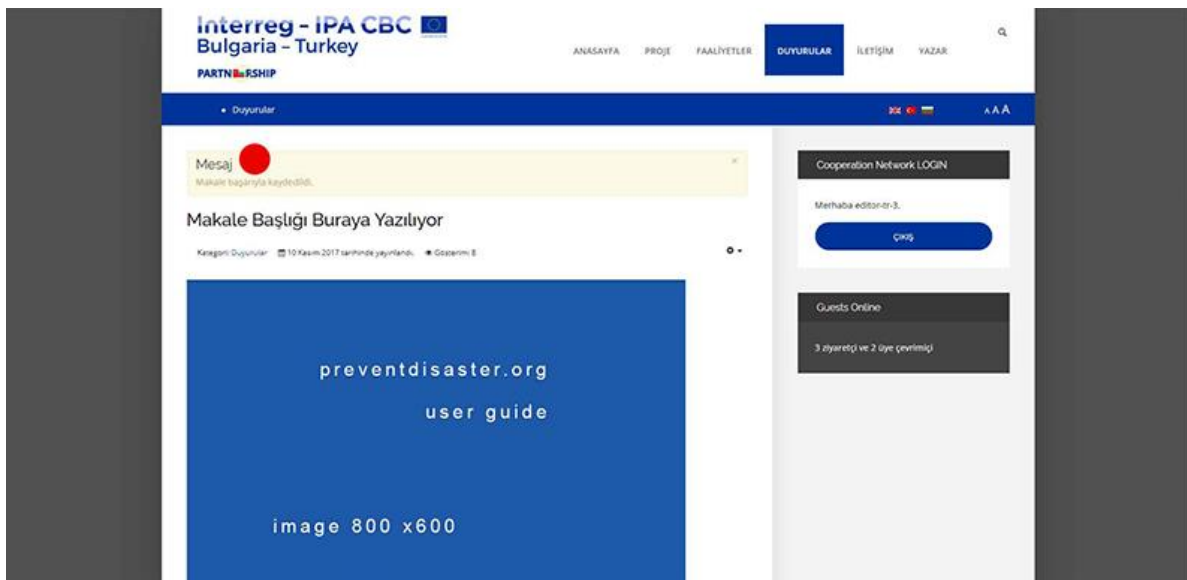 Interreg - IPA CBC
Bulgaria - Turkey
PARTNERSHIP
ANASAYFA PROJE FAALİYETLER DUYURULAR İLETİŞİM YAZAR
Duyurular
A A A
Mesaj
×
Makale başarıyla kaydedildi.
Makale Başlığı Buraya Yazılıyor
Kategori: Duyurular 10 Kasım 2017 tarihinde yayınlandı. Gösterim: 8
preventdisaster.org
user guide
image 800 x600
Cooperation Network LOGIN
Merhaba editor-tr-3,
ÇIKIŞ
Guests Online
3 ziyaretçi ve 2 üye çevrimiçi